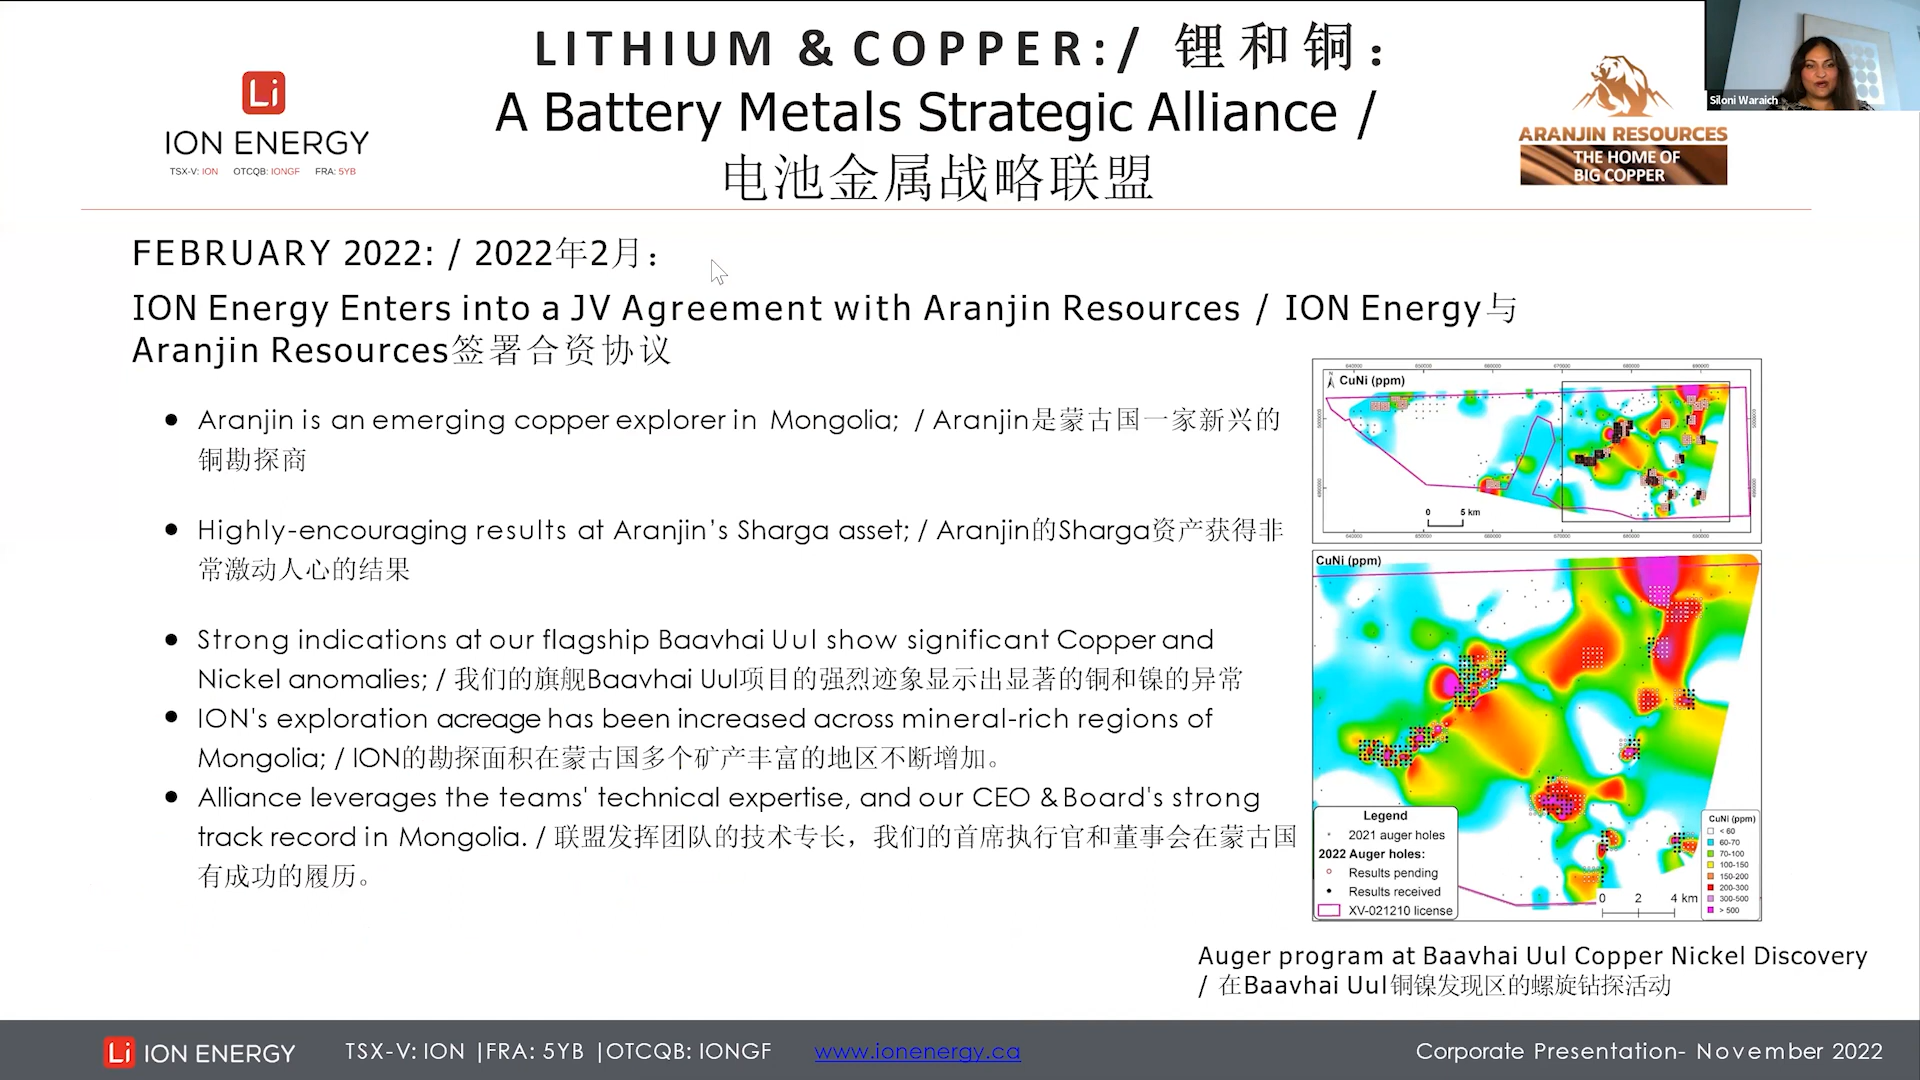 LITHIUM & COPPER: / 锂和铜：
A Battery Metals Strategic Alliance /
电池金属战略联盟
Li
ION ENERGY
TSX-V: ION OTCQB: IONGF FRA: 5YB
ARANJIN RESOURCES
THE HOME OF
BIG COPPER
Siloni Waraich
FEBRUARY 2022: / 2022年2月：
ION Energy Enters into a JV Agreement with Aranjin Resources / ION Energy与
Aranjin Resources签署合资协议
● Aranjin is an emerging copper explorer in Mongolia; / Aranjin是蒙古国一家新兴的
铜勘探商
● Highly-encouraging results at Aranjin's Sharga asset; / Aranjin的Sharga资产获得非
常激动人心的结果
● Strong indications at our flagship Baavhai Uul show significant Copper and
Nickel anomalies; / 我们的旗舰Baavhai Uul项目的强烈迹象显示出显著的铜和镍的异常
● ION's exploration acreage has been increased across mineral-rich regions of
Mongolia; / ION的勘探面积在蒙古国多个矿产丰富的地区不断增加。
● Alliance leverages the teams' technical expertise, and our CEO & Board's strong
track record in Mongolia. / 联盟发挥团队的技术专长，我们的首席执行官和董事会在蒙古国
有成功的履历。
CuNi (ppm)
0 5 km
CuNi (ppm)
Legend
2021 auger holes
2022 Auger holes:
Results pending
Results received
XV-021210 license
0 2 4 km
CuNi (ppm)
< 60
60-70
70-100
100-150
150-200
200-300
300-500
> 500
Auger program at Baavhai Uul Copper Nickel Discovery
/ 在Baavhai Uul铜镍发现区的螺旋钻探活动
Li ION ENERGY TSX-V: ION |FRA: 5YB |OTCQB: IONGF www.ionenergy.ca Corporate Presentation- November 2022